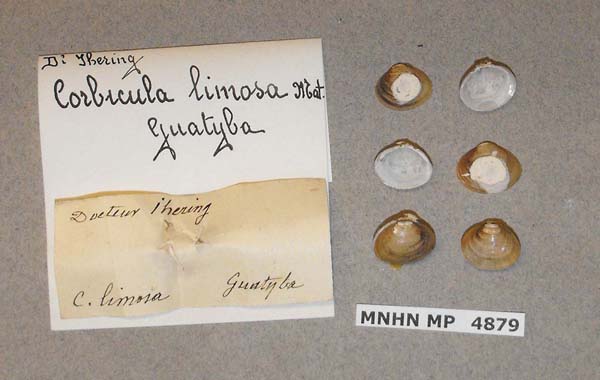 Dr Ihering
Corbicula limosa Mat.
Guatyba
Docteur Ihering
C. limosa Guatyba
MNHN MP 4879